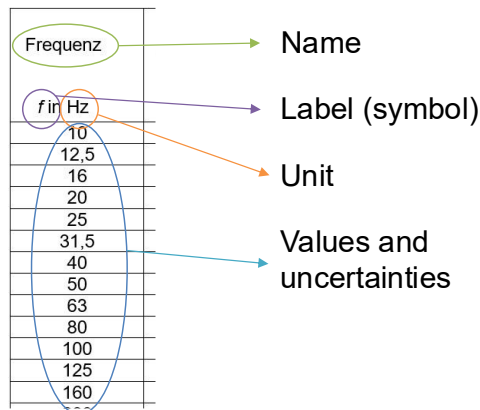 Frequenz
Name
f in Hz
Label (symbol)
10
12,5
16
Unit
20
25
31,5
Values and
uncertainties
40
50
63
80
100
125
160